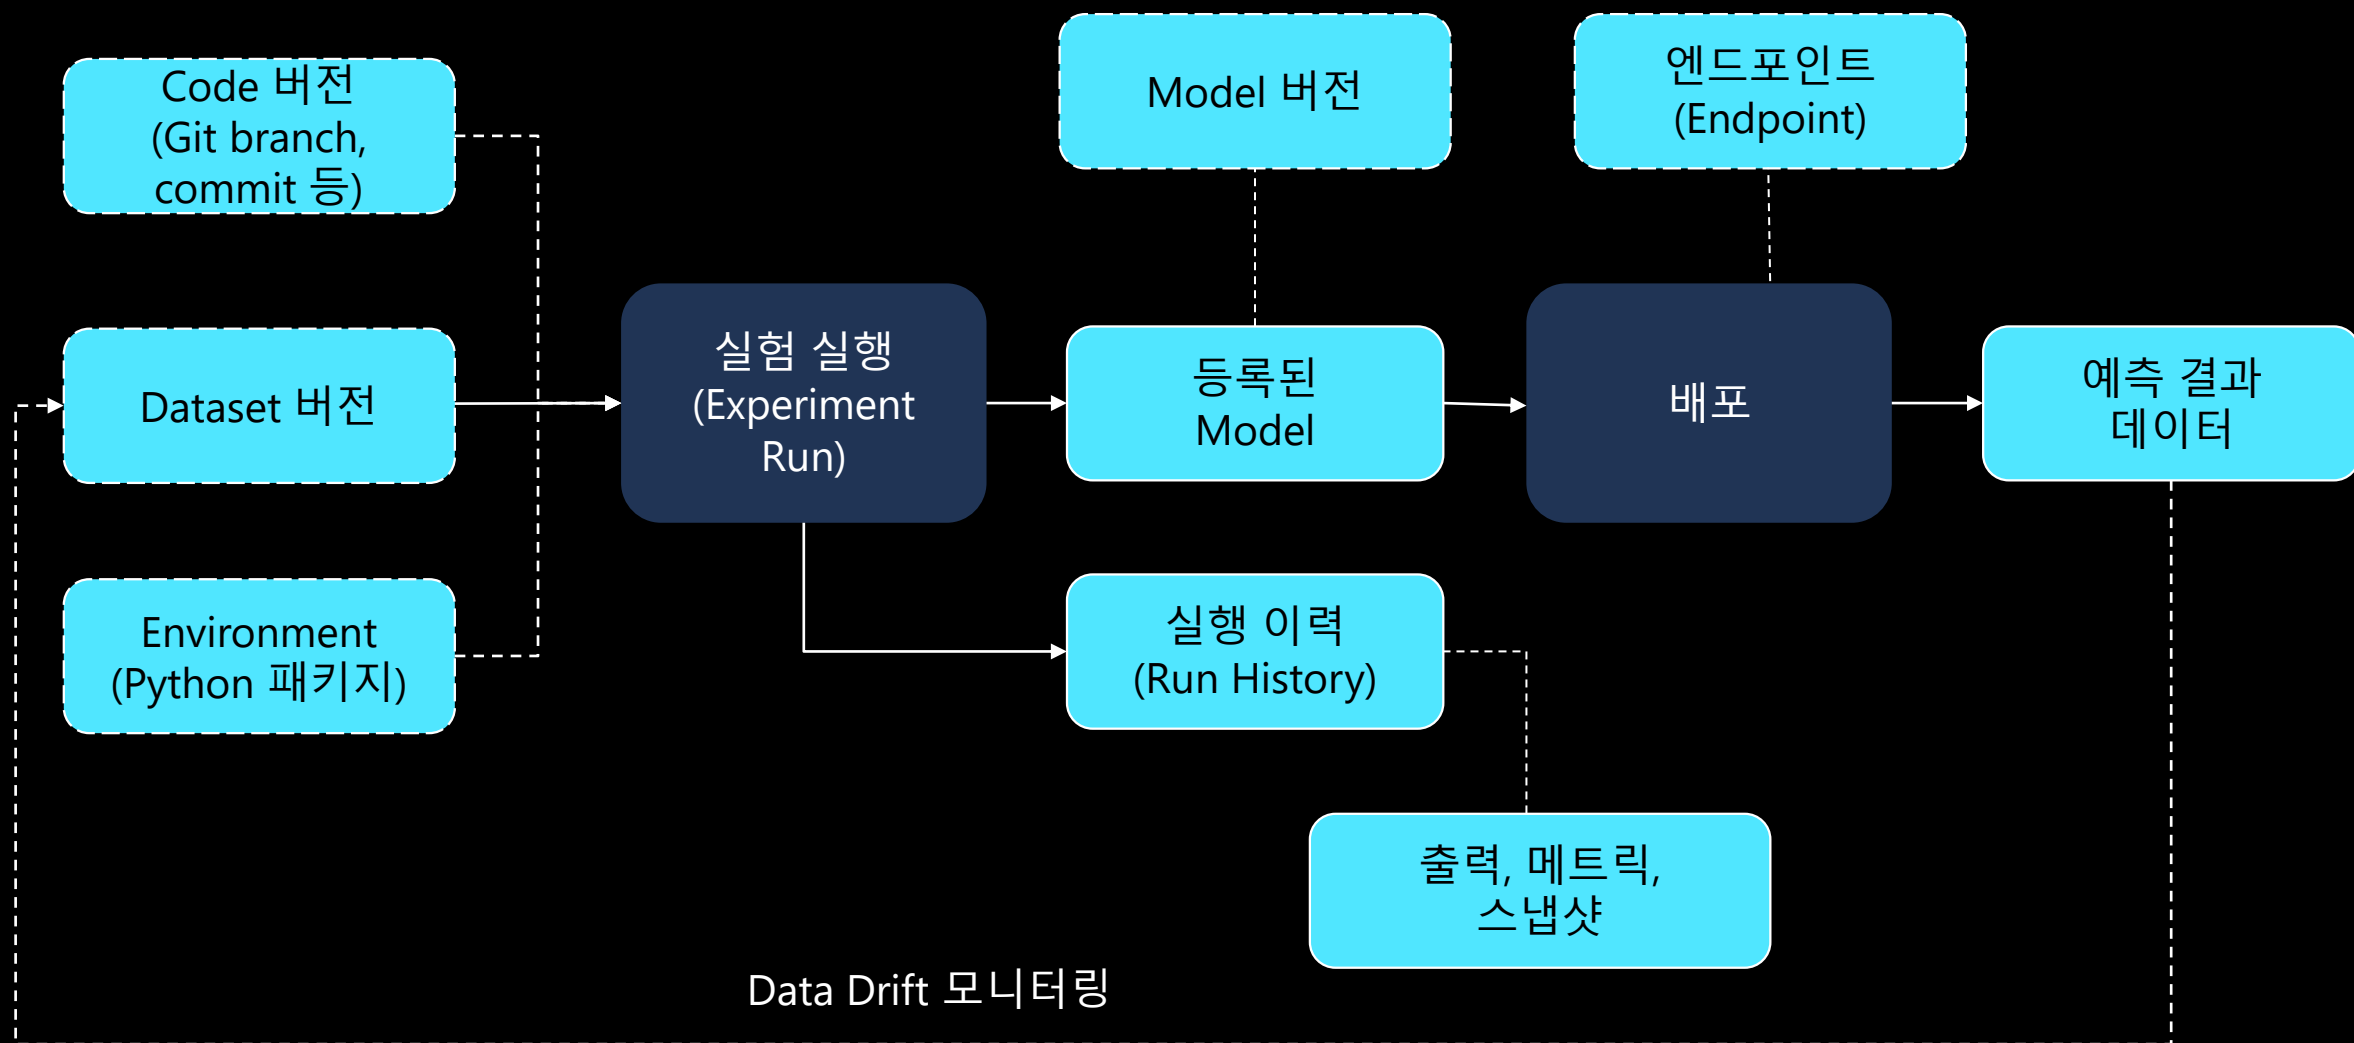 Code 버전
(Git branch,
commit 등)
Model 버전
엔드포인트
(Endpoint)
Dataset 버전
실험 실행
(Experiment
Run)
등록된
Model
배포
예측 결과
데이터
Environment
(Python 패키지)
실행 이력
(Run History)
출력, 메트릭,
스냅샷
Data Drift 모니터링